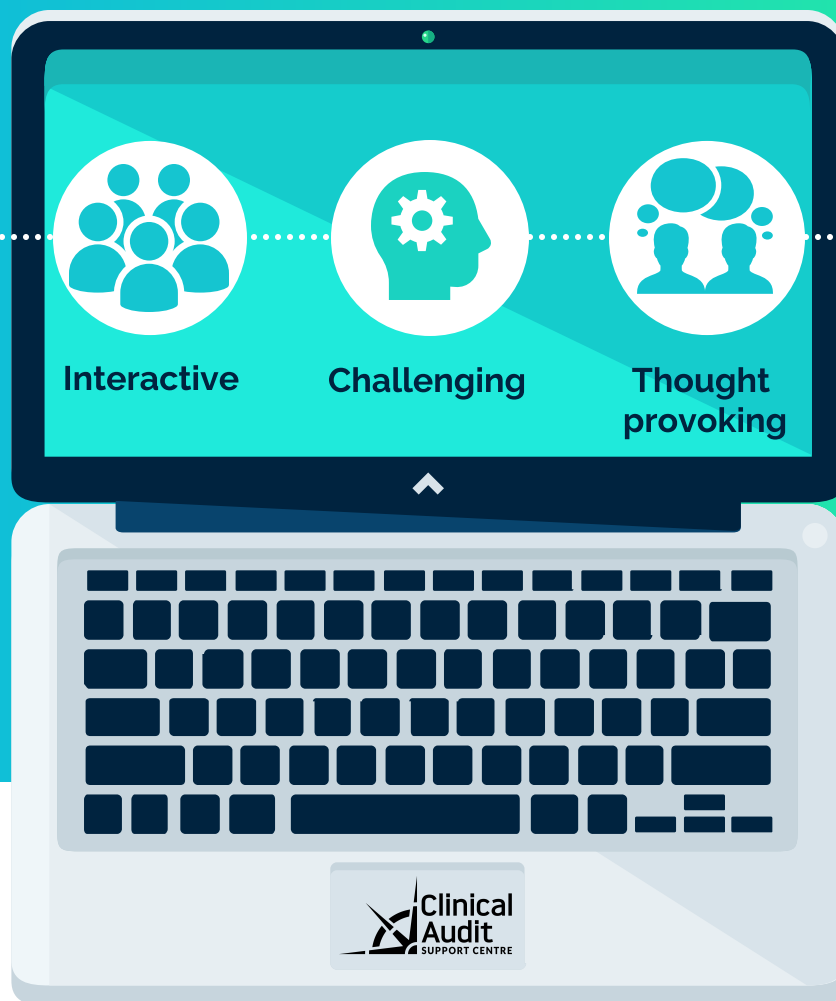 Interactive
Challenging
Thought
provoking
Clinical
Audit
SUPPORT CENTRE